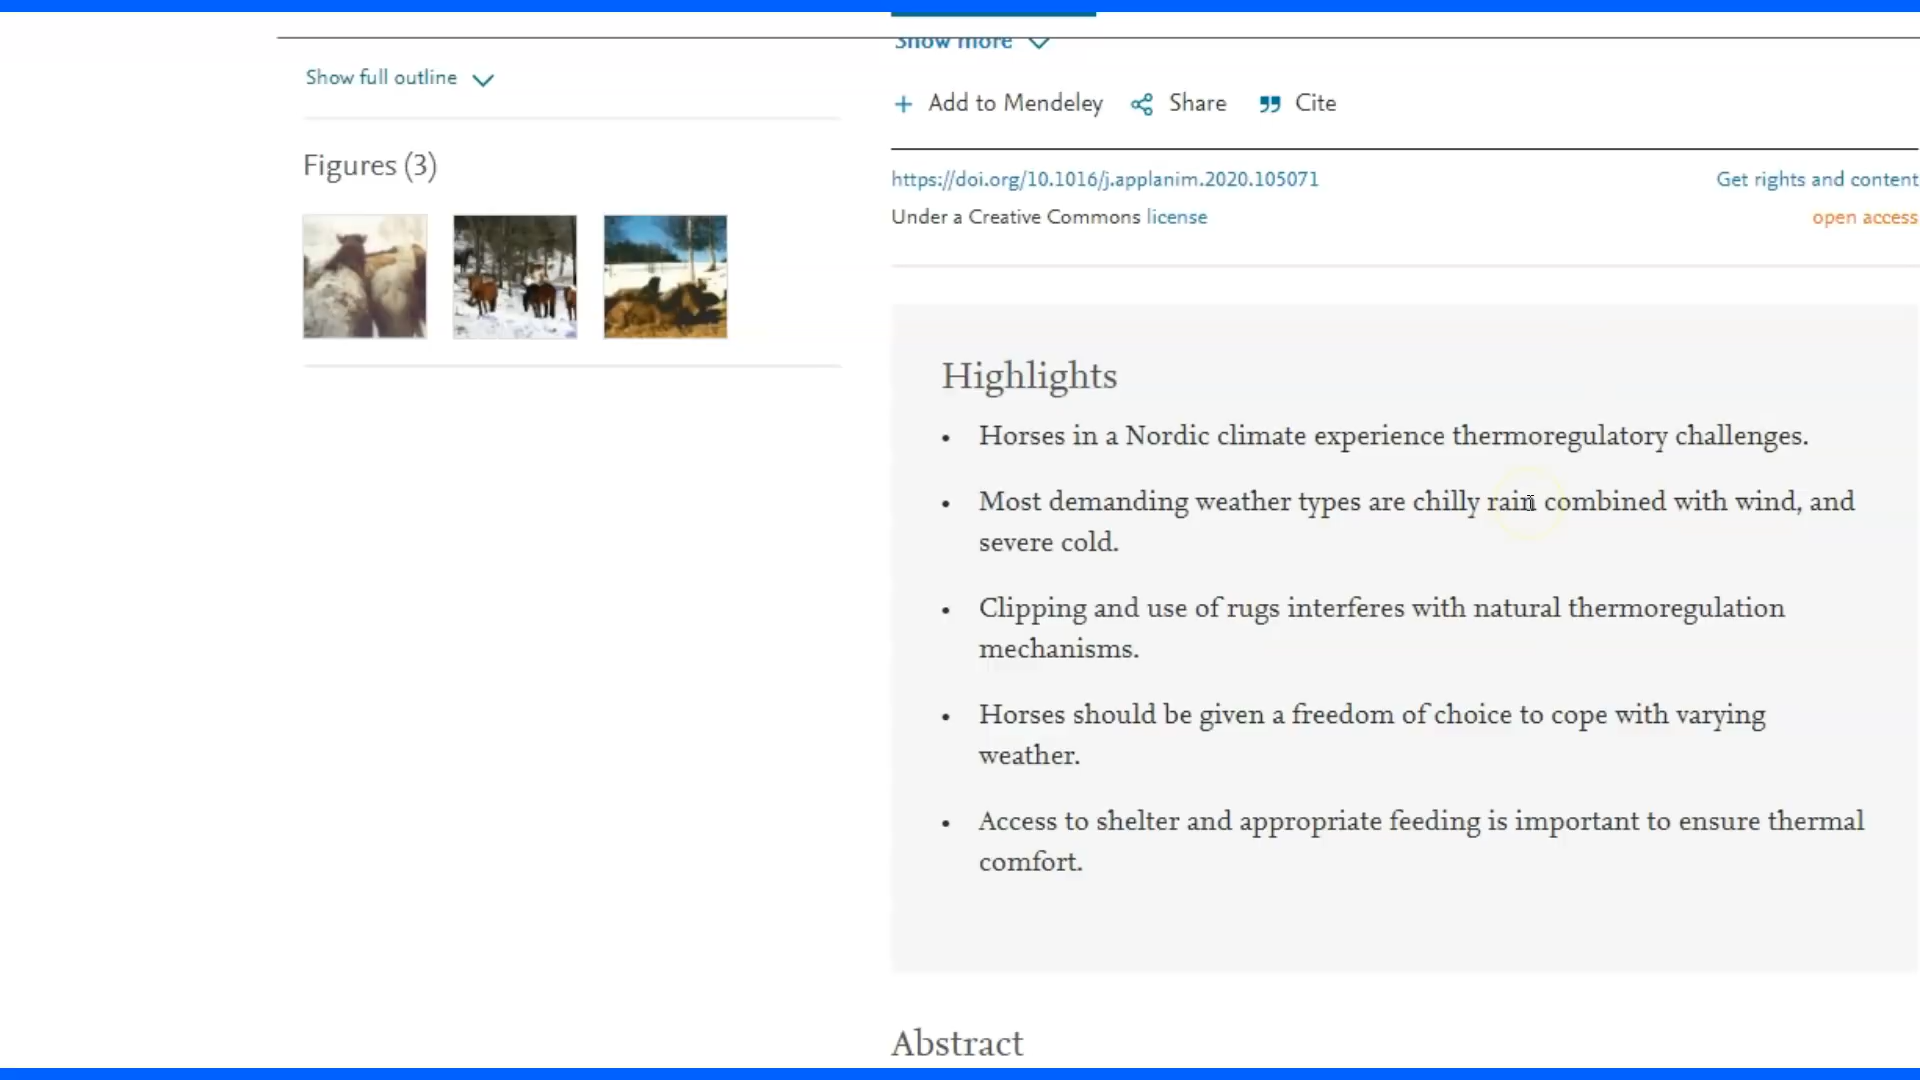 Show more
Show full outline
+ Add to Mendeley Share Cite
Figures (3)
https://doi.org/10.1016/j.applanim.2020.105071 Get rights and content
Under a Creative Commons license open access
Highlights
• Horses in a Nordic climate experience thermoregulatory challenges.
• Most demanding weather types are chilly rain combined with wind, and
severe cold.
• Clipping and use of rugs interferes with natural thermoregulation
mechanisms.
• Horses should be given a freedom of choice to cope with varying
weather.
• Access to shelter and appropriate feeding is important to ensure thermal
comfort.
Abstract